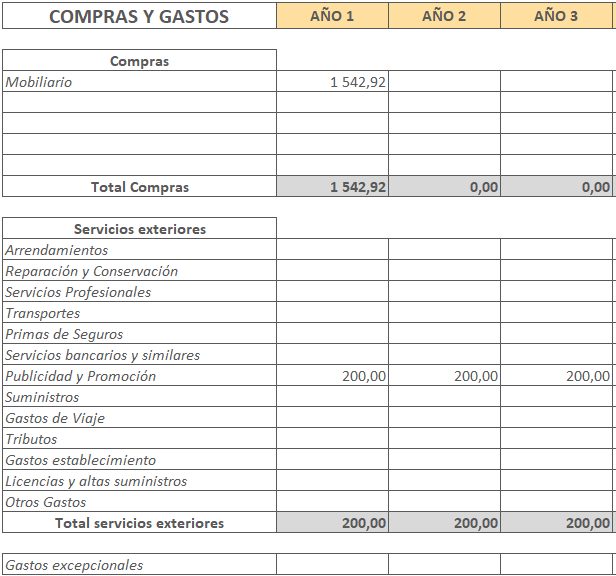 COMPRAS Y GASTOS AÑO 1 AÑO 2 AÑO 3
Compras
Mobiliario 1 542,92
Total Compras 1 542,92 0,00 0,00
Servicios exteriores
Arrendamientos
Reparación y Conservación
Servicios Profesionales
Transportes
Primas de Seguros
Servicios bancarios y similares
Publicidad y Promoción 200,00 200,00 200,00
Suministros
Gastos de Viaje
Tributos
Gastos establecimiento
Licencias y altas suministros
Otros Gastos
Total servicios exteriores 200,00 200,00 200,00
Gastos excepcionales